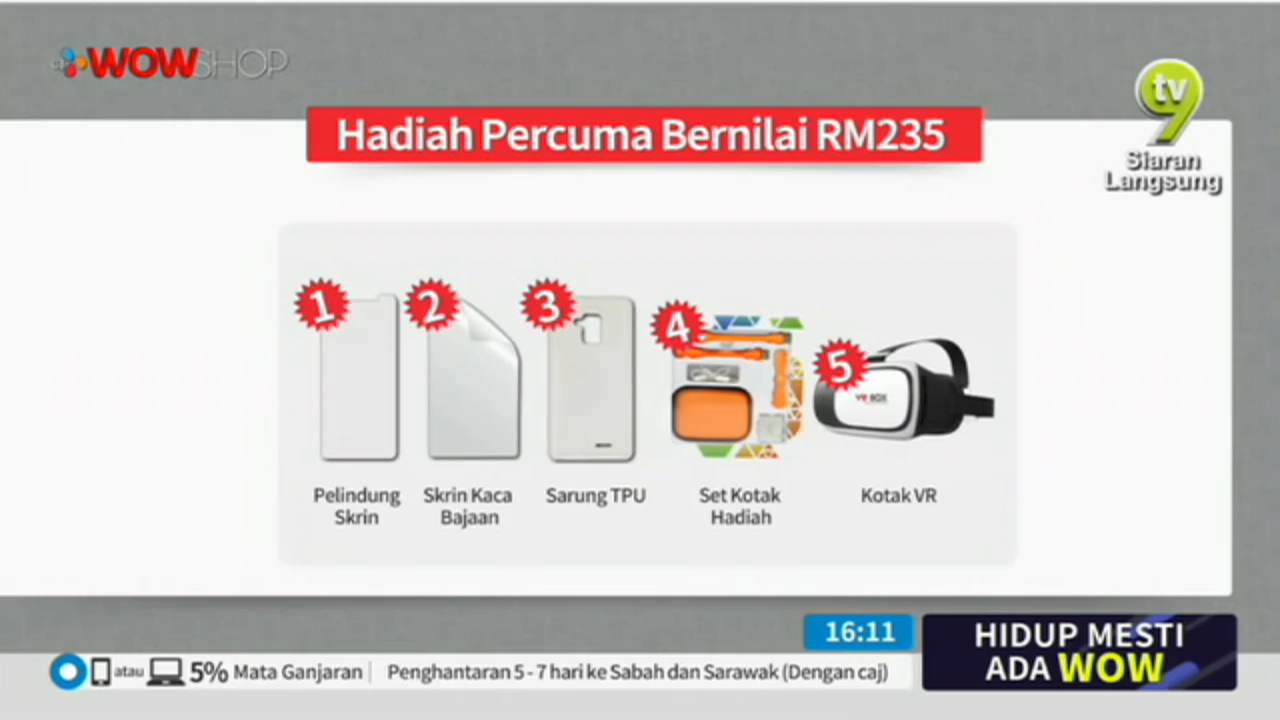 WOWSHOP
tv9
Siaran
Langsung
Hadiah Percuma Bernilai RM235
1
2
3
4
5
VR BOX
Pelindung
Skrin
Skrin Kaca
Bajaan
Sarung TPU
Set Kotak
Hadiah
Kotak VR
16:11
HIDUP MESTI
ADA WOW
atau 5% Mata Ganjaran
Penghantaran 5 - 7 hari ke Sabah dan Sarawak (Dengan caj)